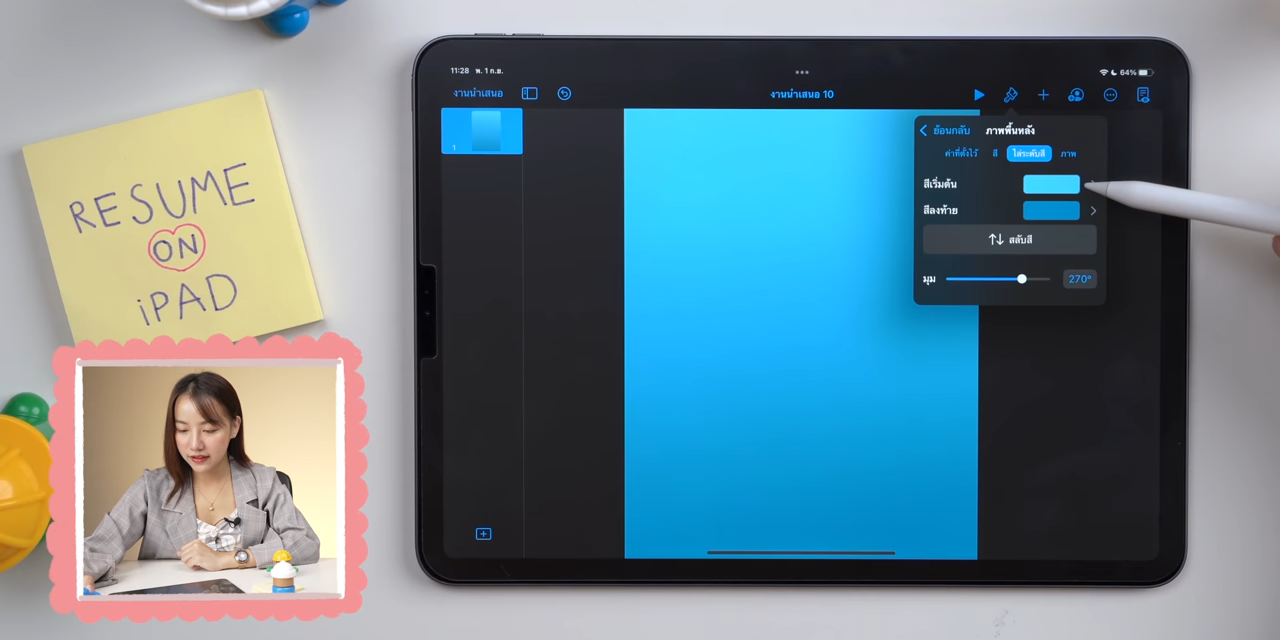 RESUME
ON
iPAD
11:28 พ. 1 ก.ย.
64%
งานนำเสนอ
งานนำเสนอ 10
1
ย้อนกลับ ภาพพื้นหลัง
ค่าที่ตั้งไว้ สี ไล่ระดับสี ภาพ
สีเริ่มต้น
สีลงท้าย
สลับสี
มุม 270°